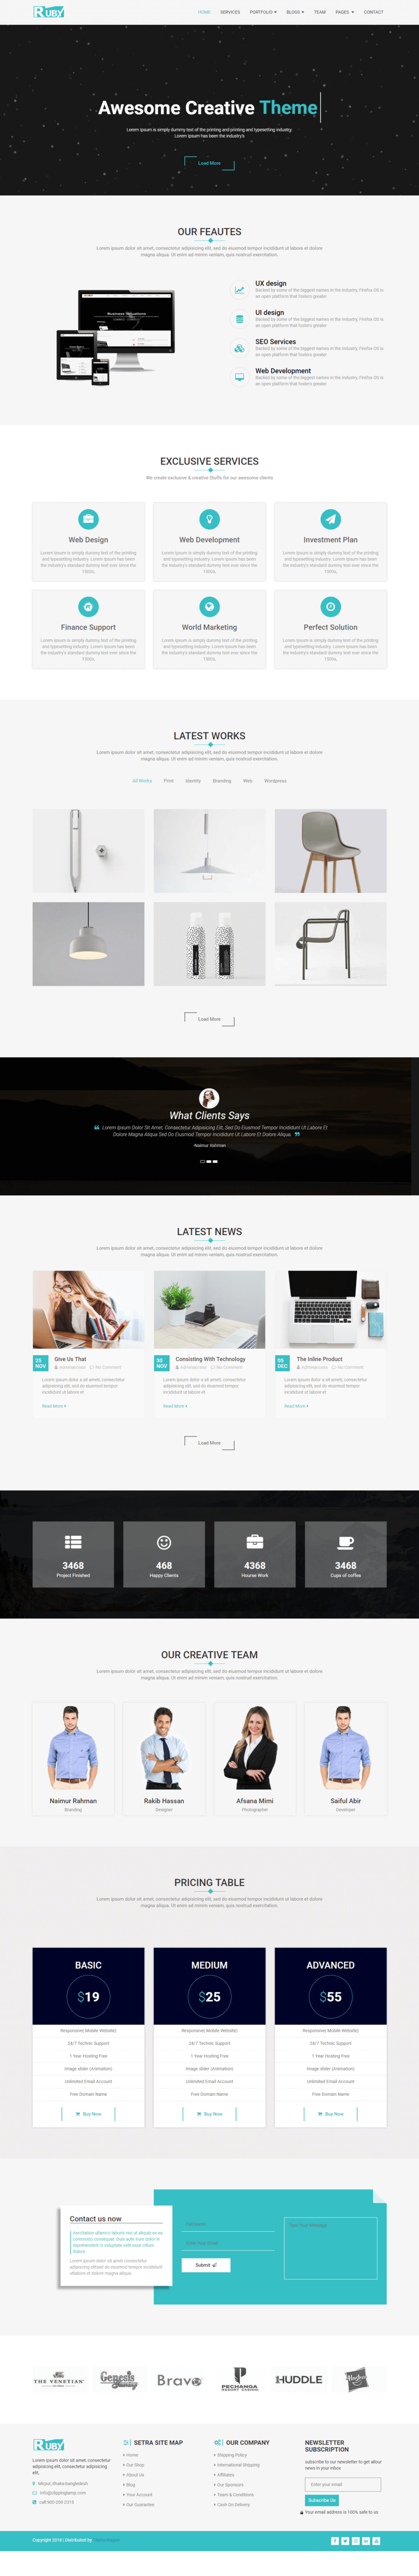 RUBY
HOME SERVICES PORTFOLIO BLOGS TEAM PAGES CONTACT
Awesome Creative Theme
Lorem Ipsum is simply dummy text of the printing and printing and typesetting industry
Lorem Ipsum has been the industry's
Load More
OUR FEAUTES
Lorem ipsum dolor sit amet, consectetur adipisicing elit, sed do eiusmod tempor incididunt ut labore et dolore
magna aliqua. Ut enim ad minim veniam, quis nostrud exercitation.
UX design
Backed by some of the biggest names in the industry, Firefox OS is
an open platform that fosters greater
UI design
Backed by some of the biggest names in the industry, Firefox OS is
an open platform that fosters greater
SEO Services
Backed by some of the biggest names in the industry, Firefox OS is
an open platform that fosters greater
Web Development
Backed by some of the biggest names in the industry, Firefox OS is
an open platform that fosters greater
EXCLUSIVE SERVICES
We create exclusive & creative Stuffs for our awesome clients
Web Design
Lorem Ipsum is simply dummy text of the printing
and typesetting industry. Lorem Ipsum has been
the industry's standard dummy text ever since the
1500s,
Web Development
Lorem Ipsum is simply dummy text of the printing
and typesetting industry. Lorem Ipsum has been
the industry's standard dummy text ever since the
1500s,
Investment Plan
Lorem Ipsum is simply dummy text of the printing
and typesetting industry. Lorem Ipsum has been
the industry's standard dummy text ever since the
1500s,
Finance Support
Lorem Ipsum is simply dummy text of the printing
and typesetting industry. Lorem Ipsum has been
the industry's standard dummy text ever since the
1500s,
World Marketing
Lorem Ipsum is simply dummy text of the printing
and typesetting industry. Lorem Ipsum has been
the industry's standard dummy text ever since the
1500s,
Perfect Solution
Lorem Ipsum is simply dummy text of the printing
and typesetting industry. Lorem Ipsum has been
the industry's standard dummy text ever since the
1500s,
LATEST WORKS
Lorem ipsum dolor sit amet, consectetur adipisicing elit, sed do eiusmod tempor incididunt ut labore et dolore
magna aliqua. Ut enim ad minim veniam, quis nostrud exercitation.
All Works Print Identity Branding Web Wordpress
Load More
What Clients Says
Lorem Ipsum Dolor Sit Amet, Consectetur Adipisicing Elit, Sed Do Eiusmod Tempor Incididunt Ut Labore Et
Dolore Magna Aliqua Sed Do Eiusmod Tempor Incididunt Ut Labore Et Dolore Aliqua.
-Naimur Rahman
LATEST NEWS
Lorem ipsum dolor sit amet, consectetur adipisicing elit, sed do eiusmod tempor incididunt ut labore et dolore
magna aliqua. Ut enim ad minim veniam, quis nostrud exercitation.
25 NOV
Give Us That
No Comment
Lorem ipsum dolor a sit ameti, consectetur
adipisicing elit, sed do eiusmod tempor
incididunt ut labore et
Read More
30 NOV
Consisting With Technology
No Comment
Lorem ipsum dolor a sit ameti, consectetur
adipisicing elit, sed do eiusmod tempor
incididunt ut labore et
Read More
05 DEC
The Inline Product
No Comment
Lorem ipsum dolor a sit ameti, consectetur
adipisicing elit, sed do eiusmod tempor
incididunt ut labore et
Read More
Load More
3468
Project Finished
468
Happy Clients
4368
Hourse Work
3468
Cups of coffee
OUR CREATIVE TEAM
Lorem ipsum dolor sit amet, consectetur adipisicing elit, sed do eiusmod tempor incididunt ut labore et dolore
magna aliqua. Ut enim ad minim veniam, quis nostrud exercitation.
Naimur Rahman
Branding
Rakib Hassan
Designer
Afsana Mimi
Photographer
Saiful Abir
Developer
PRICING TABLE
Lorem ipsum dolor sit amet, consectetur adipisicing elit, sed do eiusmod tempor incididunt ut labore et dolore
magna aliqua. Ut enim ad minim veniam, quis nostrud exercitation.
BASIC
$19
Responsive( Mobile Website)
24/7 Technic Support
1 Year Hosting Free
Image slider (Animation)
Unlimited Email Account
Free Domain Name
Buy Now
MEDIUM
$25
Responsive( Mobile Website)
24/7 Technic Support
1 Year Hosting Free
Image slider (Animation)
Unlimited Email Account
Free Domain Name
Buy Now
ADVANCED
$55
Responsive( Mobile Website)
24/7 Technic Support
1 Year Hosting Free
Image slider (Animation)
Unlimited Email Account
Free Domain Name
Buy Now
Contact us now
Exercitation ullamco laboris nisi ut aliquip ex ea
commodo consequat. Duis aute irure dolor in
reprehenderit in voluptate velit esse cillum
dolore
Lorem ipsum dolor sit amet consectetur
adipisicing elitsed do eiusmod tempor incididunt
utlabore et dolore magna aliqua.
Full Name
Enter Your Email
Submit
Type Your Message
THE VENETIAN
Genesis
Bravo
PECHANGA
RESORT CASINO
HUDDLE
Hasbro
RUBY
Lorem ipsum dolor sit amet, consectetur
adipisicing elit, consectetur adipisicing
elit,
Mirpur, dhaka-bangladesh
info@clippinglamp.com
call-900-200-2316
SETRA SITE MAP
Home
Our Shop
About Us
Blog
Your Account
Our Guarantee
OUR COMPANY
Shipping Policy
International Shipping
Affiliates
Our Sponsors
Team & Conditions
Cash On Delivery
NEWSLETTER
SUBSCRIPTION
subscribe to our newsletter to get allour
news in your inbox
Enter your email
Subscribe Us
Your email address is 100% safe to us
Copyright 2018 | Distributed by